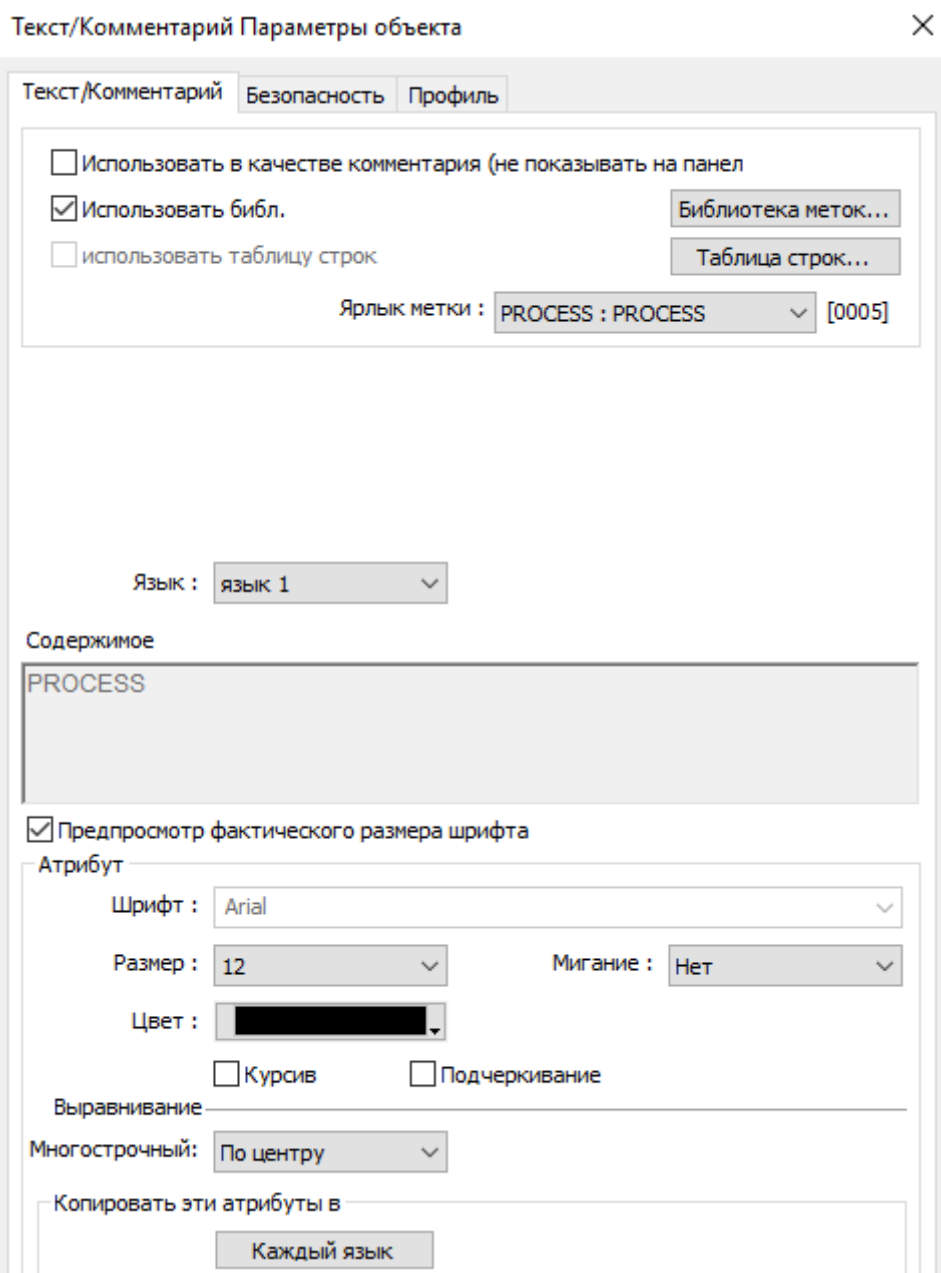 Текст/Комментарий Параметры объекта
Текст/Комментарий Безопасность Профиль
Использовать в качестве комментария (не показывать на панел
Использовать библ. Библиотека меток...
использовать таблицу строк Таблица строк...
Ярлык метки : PROCESS : PROCESS [0005]
Язык : язык 1
Содержимое
PROCESS
Предпросмотр фактического размера шрифта
Атрибут
Шрифт : Arial
Размер : 12 Мигание : Нет
Цвет :
Курсив Подчеркивание
Выравнивание
Многострочный: По центру
Копировать эти атрибуты в
Каждый язык